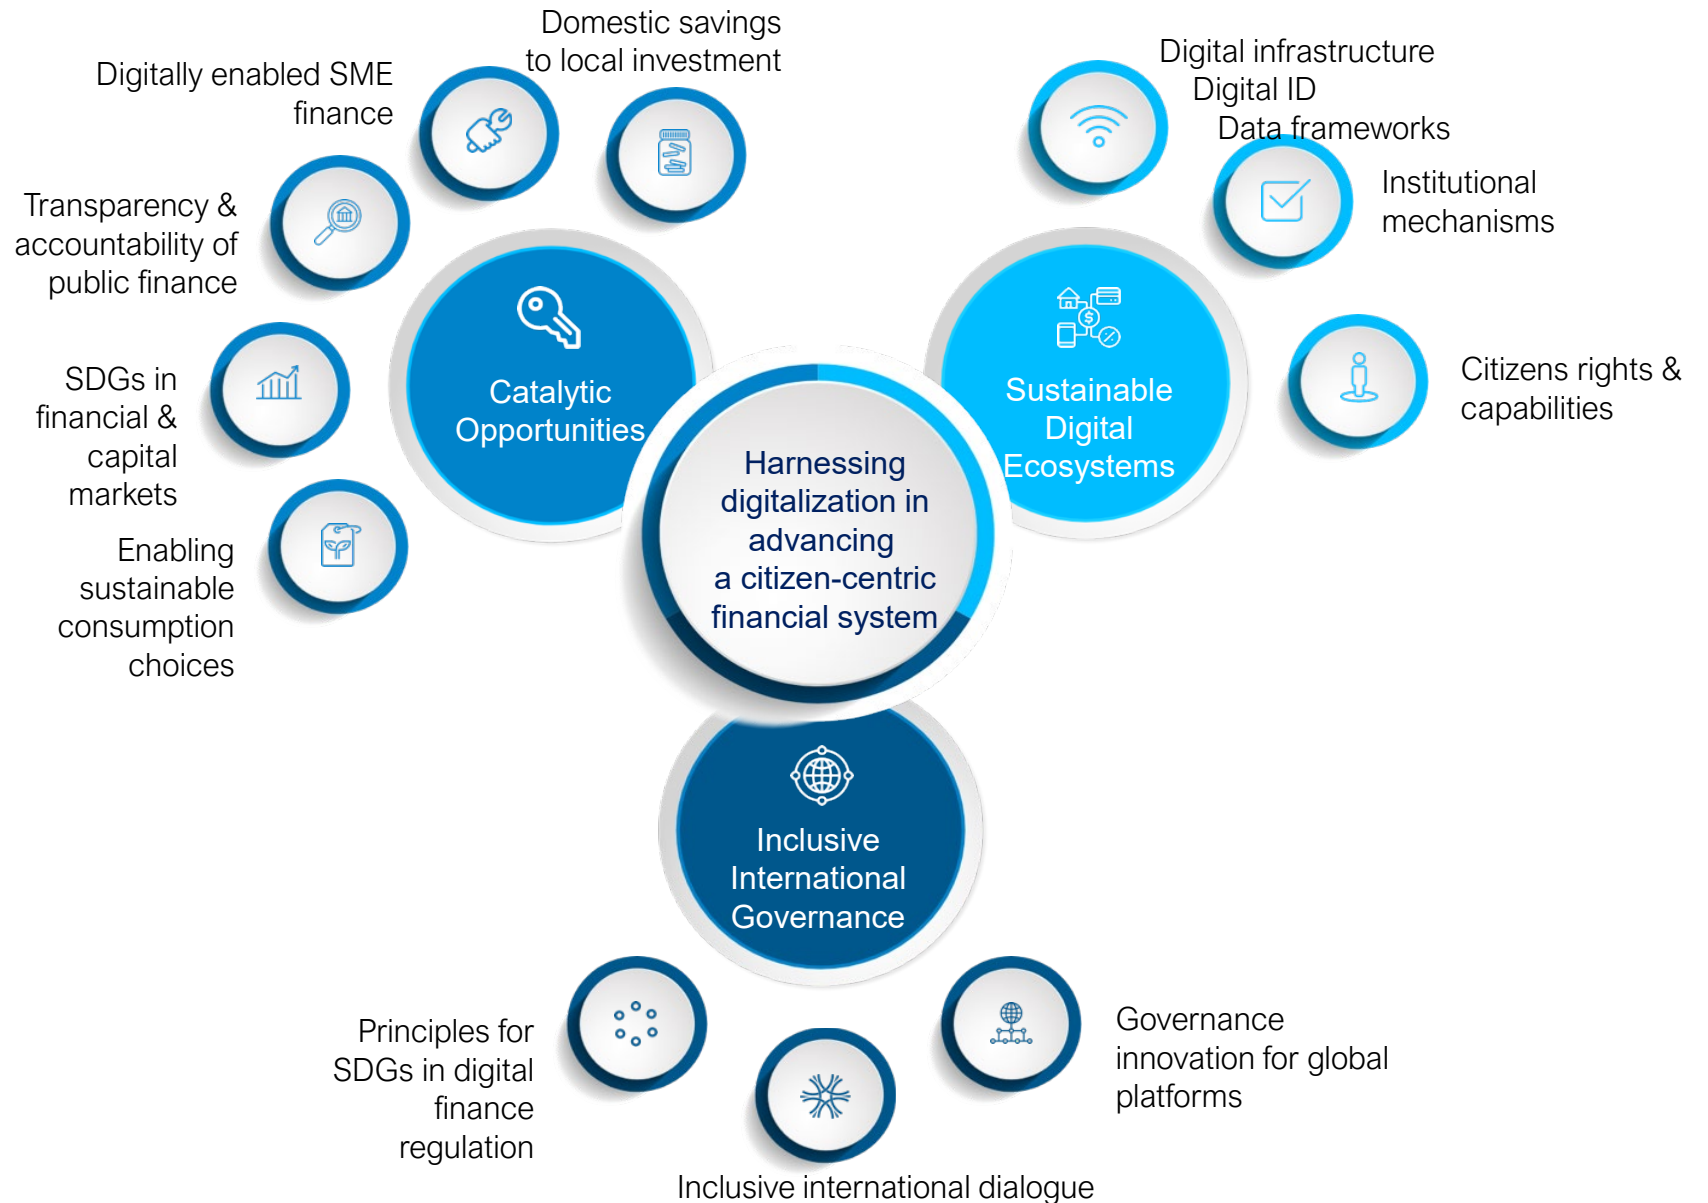 Domestic savings
to local investment
Digitally enabled SME
finance
Transparency &
accountability of
public finance
SDGs in
financial &
capital
markets
Enabling
sustainable
consumption
choices
Catalytic
Opportunities
Digital infrastructure
Digital ID
Data frameworks
Institutional
mechanisms
Citizens rights &
capabilities
Sustainable
Digital
Ecosystems
Harnessing
digitalization in
advancing
a citizen-centric
financial system
Inclusive
International
Governance
Principles for
SDGs in digital
finance
regulation
Inclusive international dialogue
Governance
innovation for global
platforms